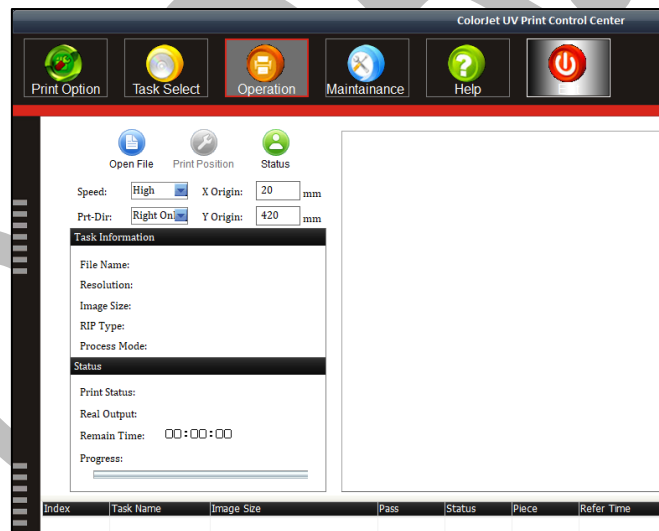 ColorJet UV Print Control Center
Print Option Task Select Operation Maintainance Help
Open File Print Position Status
Speed: High X Origin: 20 mm
Prt-Dir: Right Onl Y Origin: 420 mm
Task Information
File Name:
Resolution:
Image Size:
RIP Type:
Process Mode:
Status
Print Status:
Real Output:
Remain Time: 00:00:00
Progress:
Index Task Name Image Size Pass Status Piece Refer Time